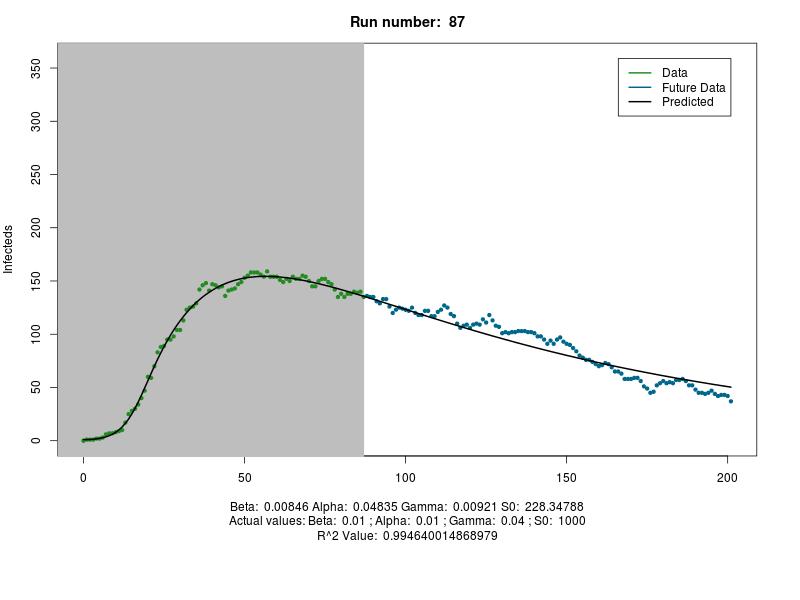 Run number: 87
350
300
250
200
150
100
50
0
Infecteds
Data
Future Data
Predicted
0 50 100 150 200
Beta: 0.00846 Alpha: 0.04835 Gamma: 0.00921 S0: 228.34788
Actual values: Beta: 0.01 ; Alpha: 0.01 ; Gamma: 0.04 ; S0: 1000
R^2 Value: 0.994640014868979